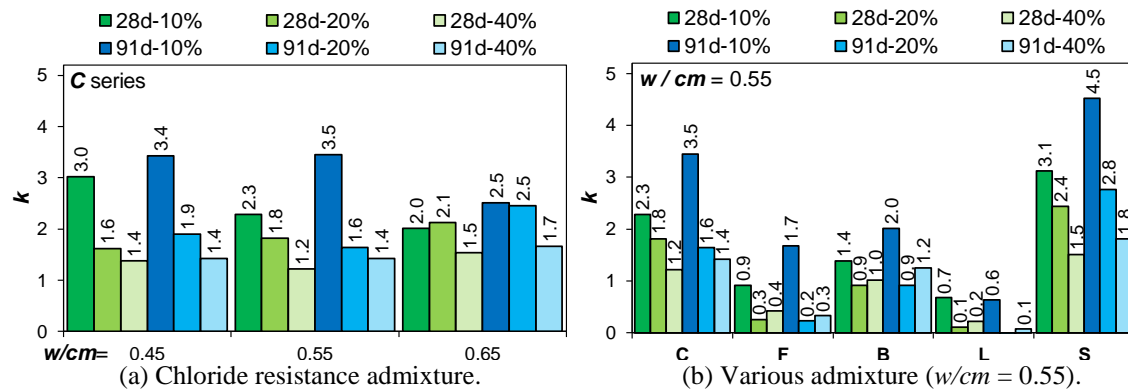 28d-10% 28d-20% 28d-40%
91d-10% 91d-20% 91d-40%
C series
k
5
4
3
2
1
0
3.0 1.6 1.4 3.4 1.9 1.4
2.3 1.8 1.2 3.5 1.6 1.4
2.0 2.1 1.5 2.5 2.5 1.7
w/cm= 0.45 0.55 0.65
(a) Chloride resistance admixture.
28d-10% 28d-20% 28d-40%
91d-10% 91d-20% 91d-40%
w / cm = 0.55
k
5
4
3
2
1
0
2.3 1.8 1.2 3.5 1.6 1.4
0.9 0.3 0.4 1.7 0.2 0.3
1.4 0.9 1.0 2.0 0.9 1.2
0.7 0.1 0.2 0.6 0.1
3.1 2.4 1.5 4.5 2.8 1.8
C F B L S
(b) Various admixture (w/cm = 0.55).